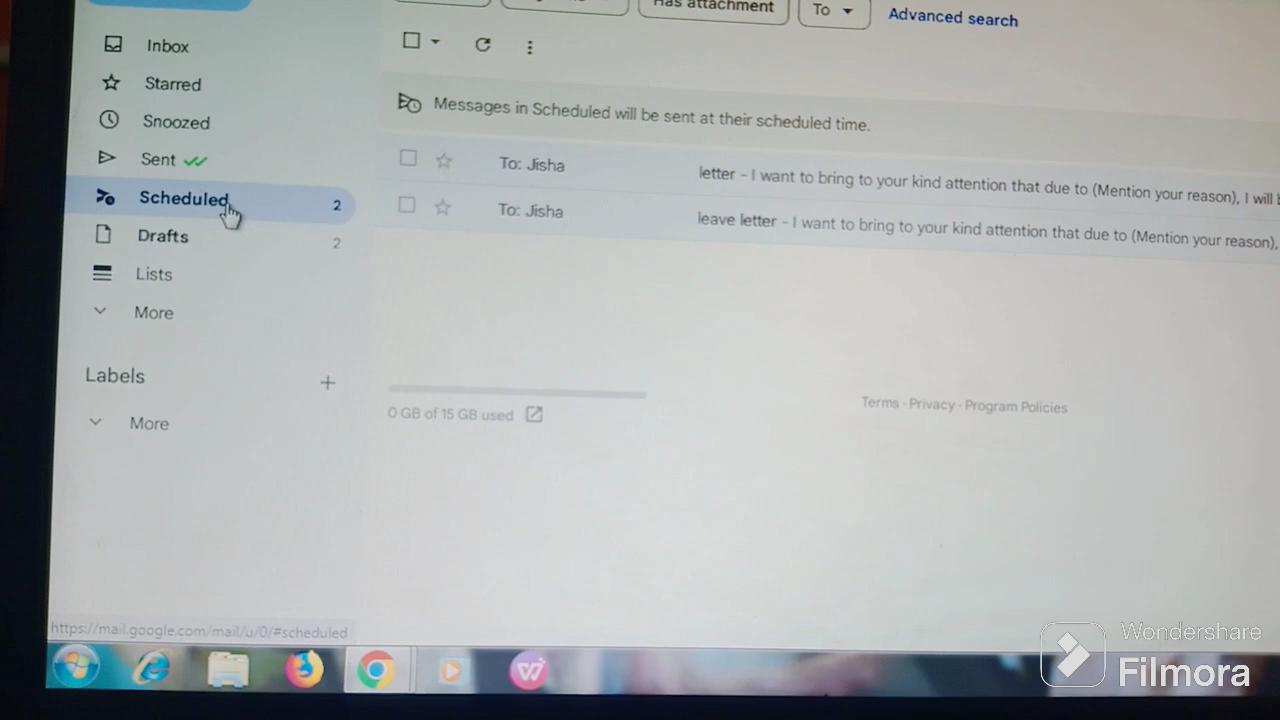 Has attachment
To
Advanced search
Inbox
Starred
Snoozed
Sent
Scheduled 2
Drafts 2
Lists
More
Labels +
More
Messages in Scheduled will be sent at their scheduled time.
To: Jisha letter - I want to bring to your kind attention that due to (Mention your reason), I will
To: Jisha leave letter - I want to bring to your kind attention that due to (Mention your reason),
0 GB of 15 GB used
Terms · Privacy · Program Policies
https://mail.google.com/mail/u/0/#scheduled
Wondershare
Filmora